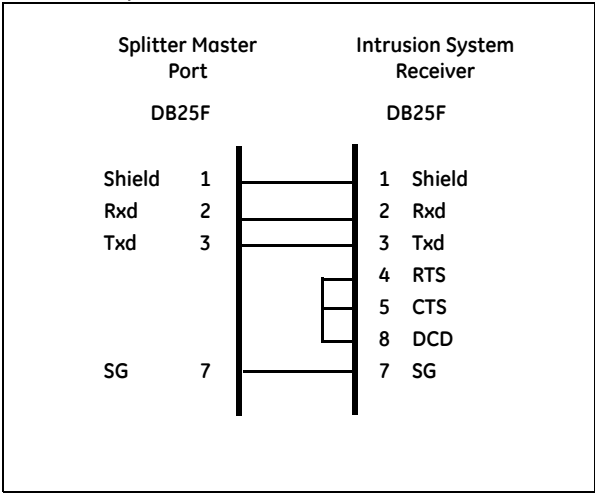 Splitter Master Port
Intrusion System Receiver
DB25F
DB25F
Shield 1 1 Shield
Rxd 2 2 Rxd
Txd 3 3 Txd
4 RTS
5 CTS
8 DCD
SG 7 7 SG